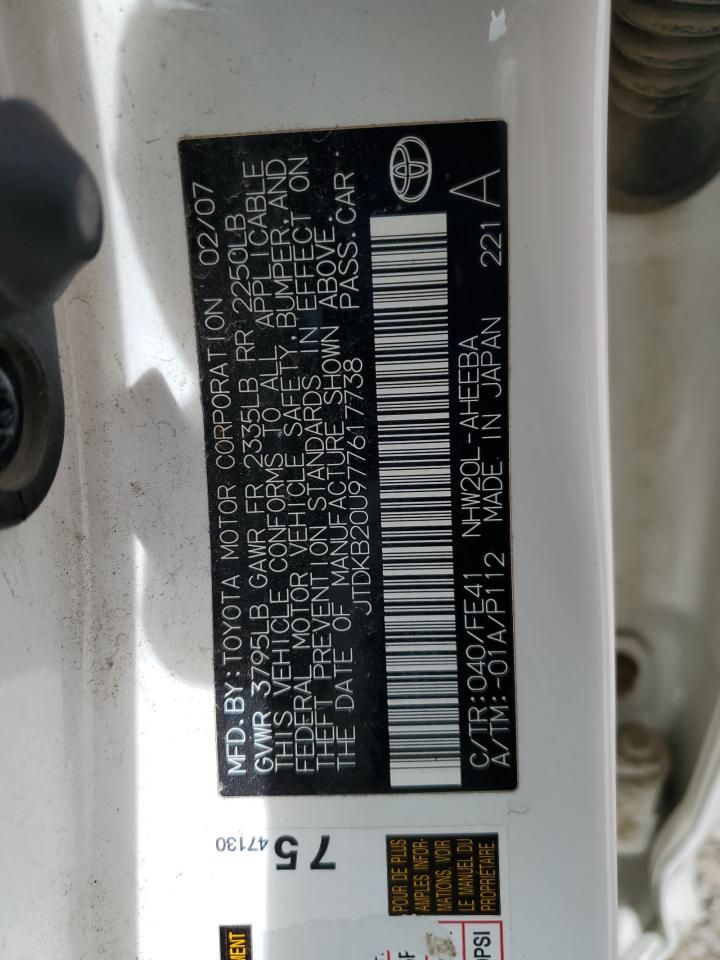 MFD.BY:TOYOTA MOTOR CORPORATION 02/07
GVWR 3795LB GAWR FR 2335LB RR 2250LB
THIS VEHICLE CONFORMS TO ALL APPLICABLE
FEDERAL MOTOR VEHICLE SAFETY,BUMPER,AND
THEFT PREVENTION STANDARDS IN EFFECT ON
THE DATE OF MANUFACTURE SHOWN ABOVE.
JTDKB20U977617738 PASS.CAR
C/TR:040/FE41 NHW20L-AHEEBA 221 A
A/TM:-01A/P112 MADE IN JAPAN
75
47130
POUR DE PLUS
AMPLES INFOR-
MATIONS, VOIR
LE MANUEL DU
PROPRIÉTAIRE
MENT
PSI